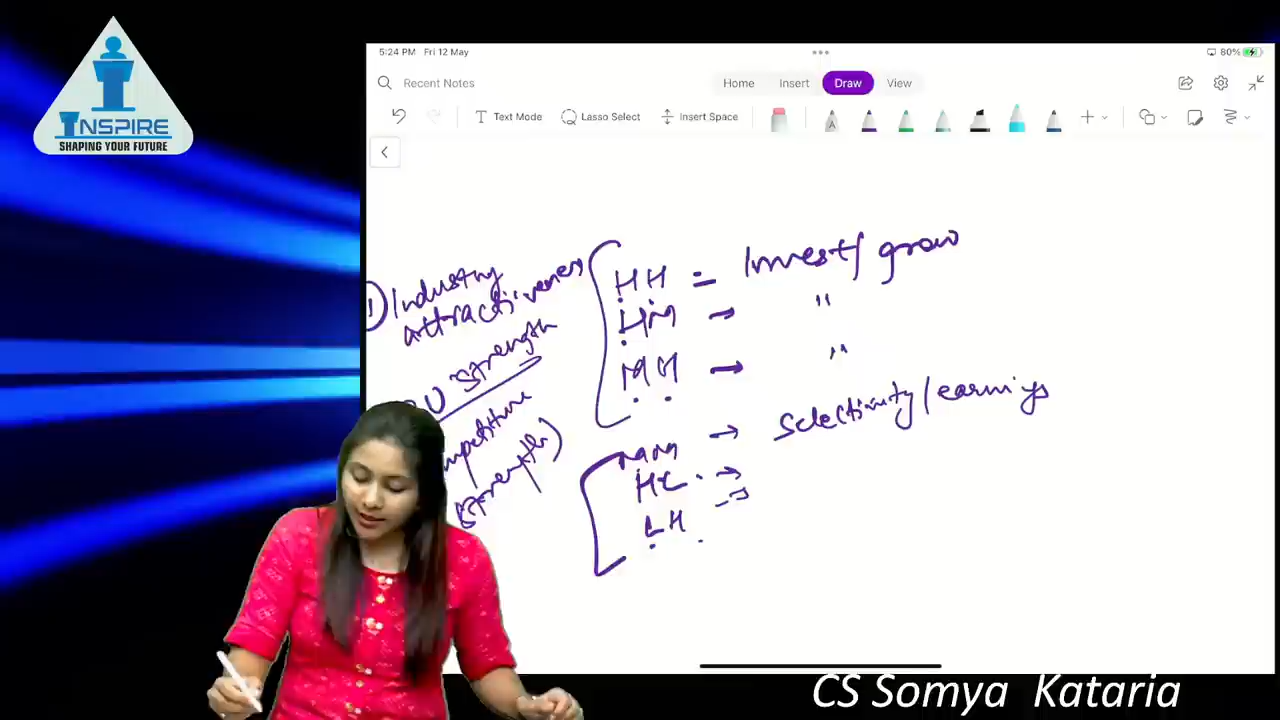 INSPIRE
SHAPING YOUR FUTURE
5:24 PM Fri 12 May
80%
Recent Notes
Home Insert Draw View
Text Mode Lasso Select Insert Space
① Industry attractiveness
Strength
strength)
HH = Invest/ grow
HM → "
MH → "
MM → Selectivity/earnings
HL →
LH →
CS Somya Kataria